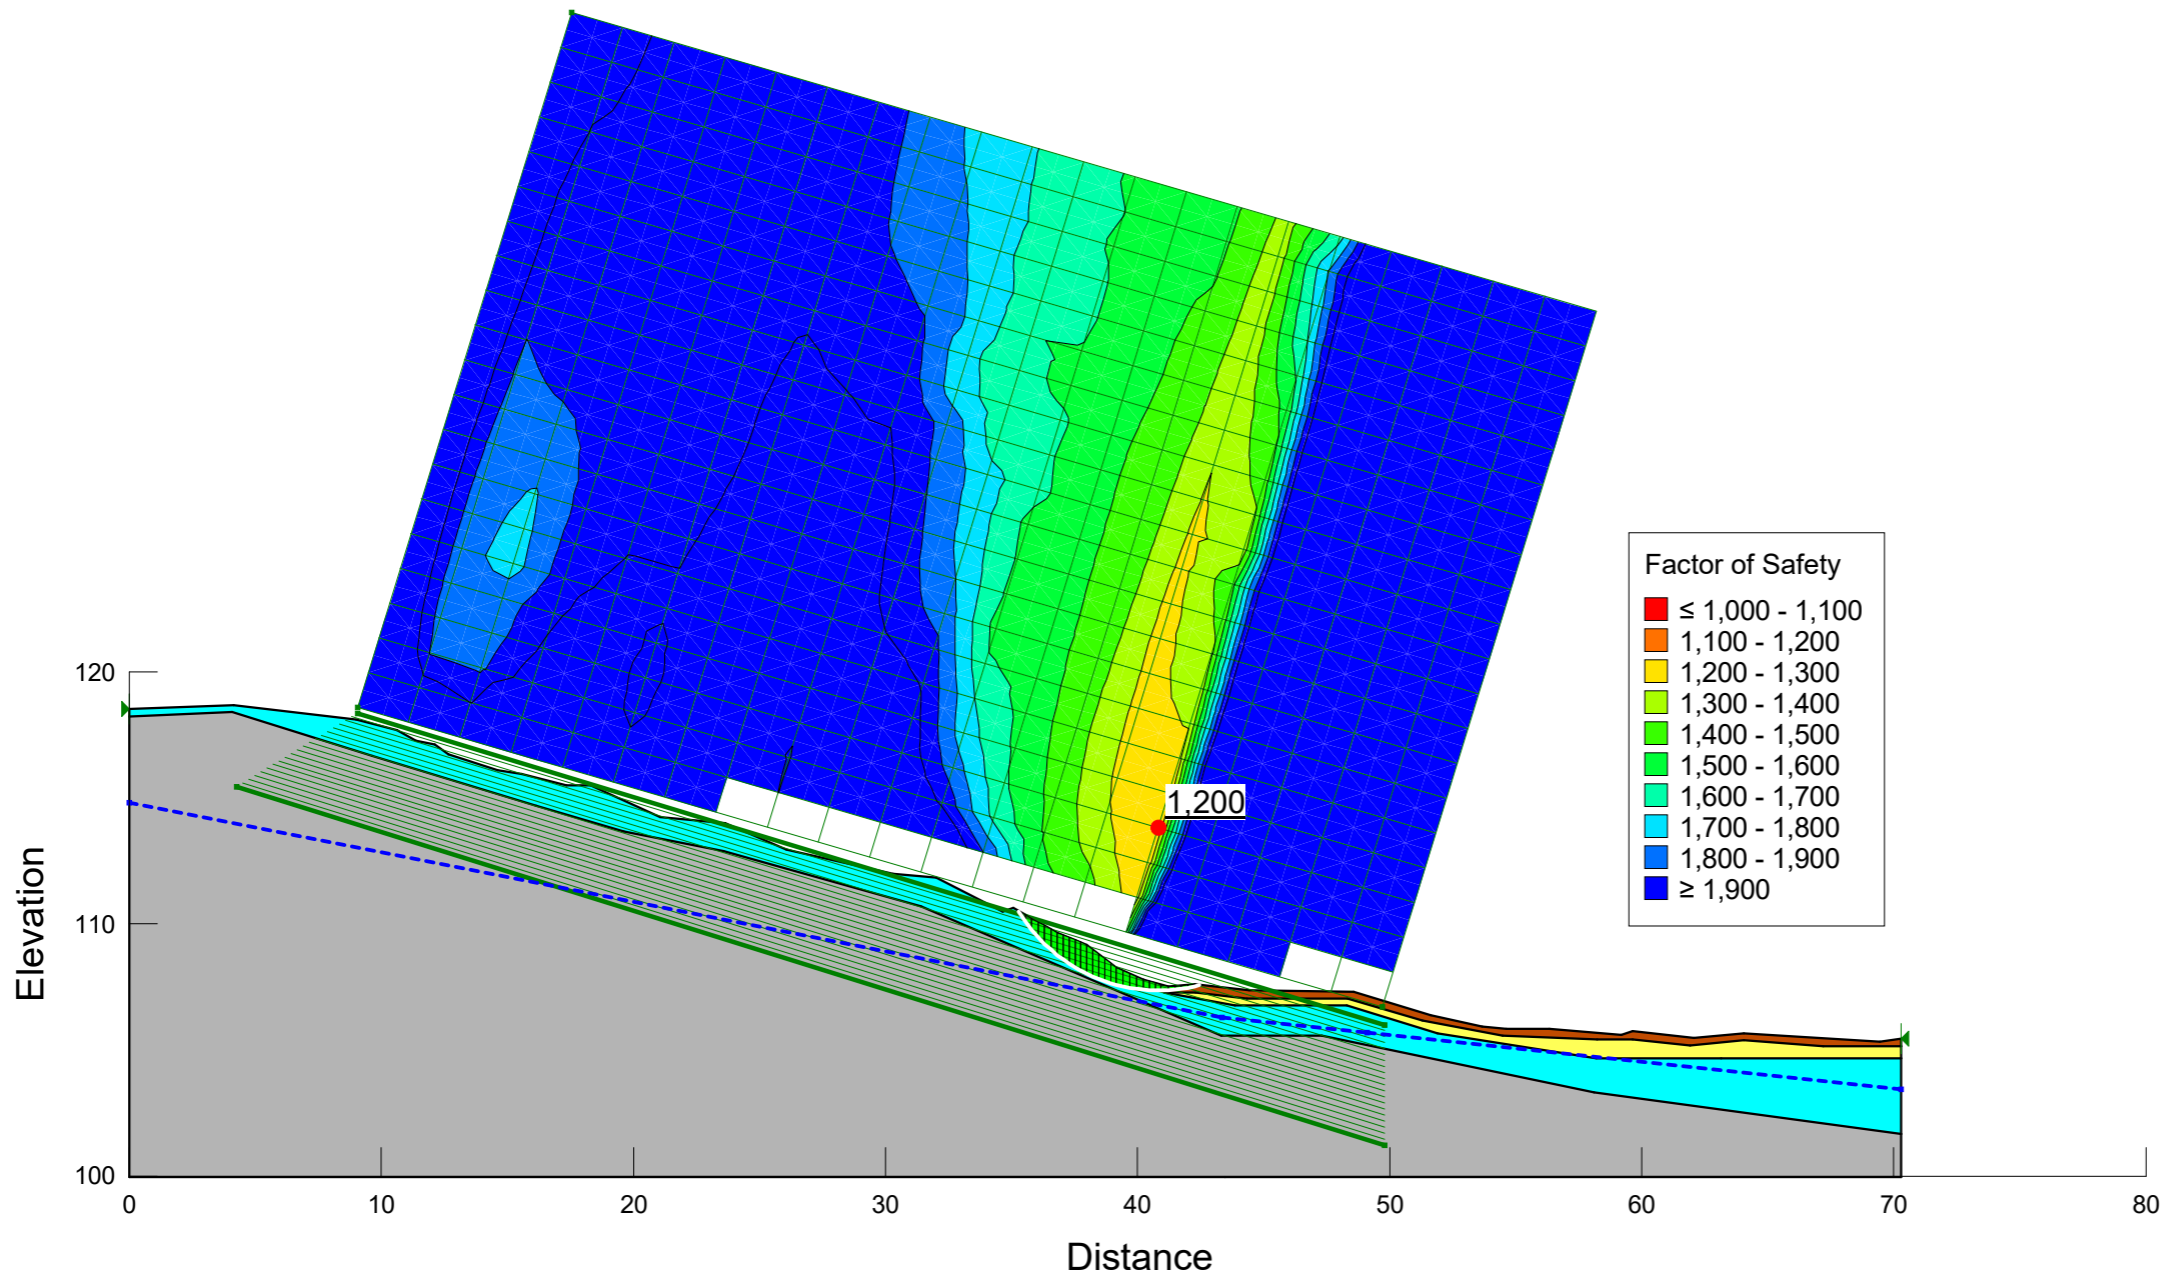 1,200
Factor of Safety
≤ 1,000 - 1,100
1,100 - 1,200
1,200 - 1,300
1,300 - 1,400
1,400 - 1,500
1,500 - 1,600
1,600 - 1,700
1,700 - 1,800
1,800 - 1,900
≥ 1,900
Elevation
120
110
100
0 10 20 30 40 50 60 70 80
Distance